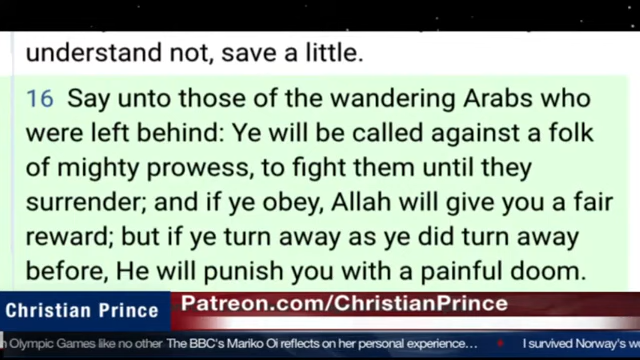 understand not, save a little.
16 Say unto those of the wandering Arabs who
were left behind: Ye will be called against a folk
of mighty prowess, to fight them until they
surrender; and if ye obey, Allah will give you a fair
reward; but if ye turn away as ye did turn away
before, He will punish you with a painful doom.
Christian Prince
Patreon.com/ChristianPrince
Olympic Games like no other The BBC's Mariko Oi reflects on her personal experience... I survived Norway's